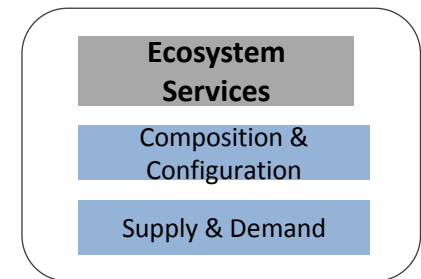 Ecosystem
Services
Composition &
Configuration
Supply & Demand